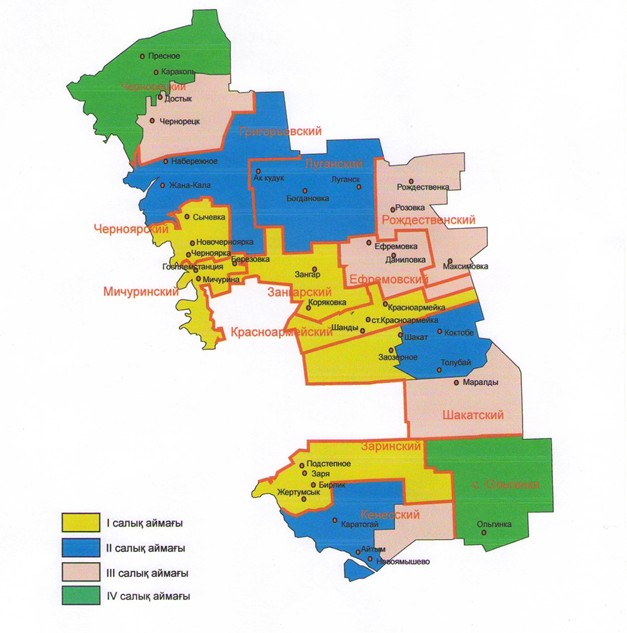 Пресное
Караколь
Черноярский
Достык
Чернорецк
Григорьевский
Набережное
Луганский
Ак кудук
Луганск
Жана-Кала
Богдановка
Рождественка
Розовка
Сычевка
Рождественский
Черноярский
Новочерноярка
Ефремовка
Черноярка
Даниловка
Березовка
Максимовка
Госплемстанция
Зангар
Мичурина
Ефремовский
Мичуринский
Зангарский
Коряковка
Красноармейка
ст.Красноармейка
Красноармейский
Шанды
Шакат
Коктобе
Заозерное
Толубай
Маралды
Шакатский
Заринский
Подстепное
Заря
Бирлик
Жертумсык
Кенесский
Каратогай
Ольгинка
Айтым
Новоямышево
I салық аймағы
II салық аймағы
III салық аймағы
IV салық аймағы